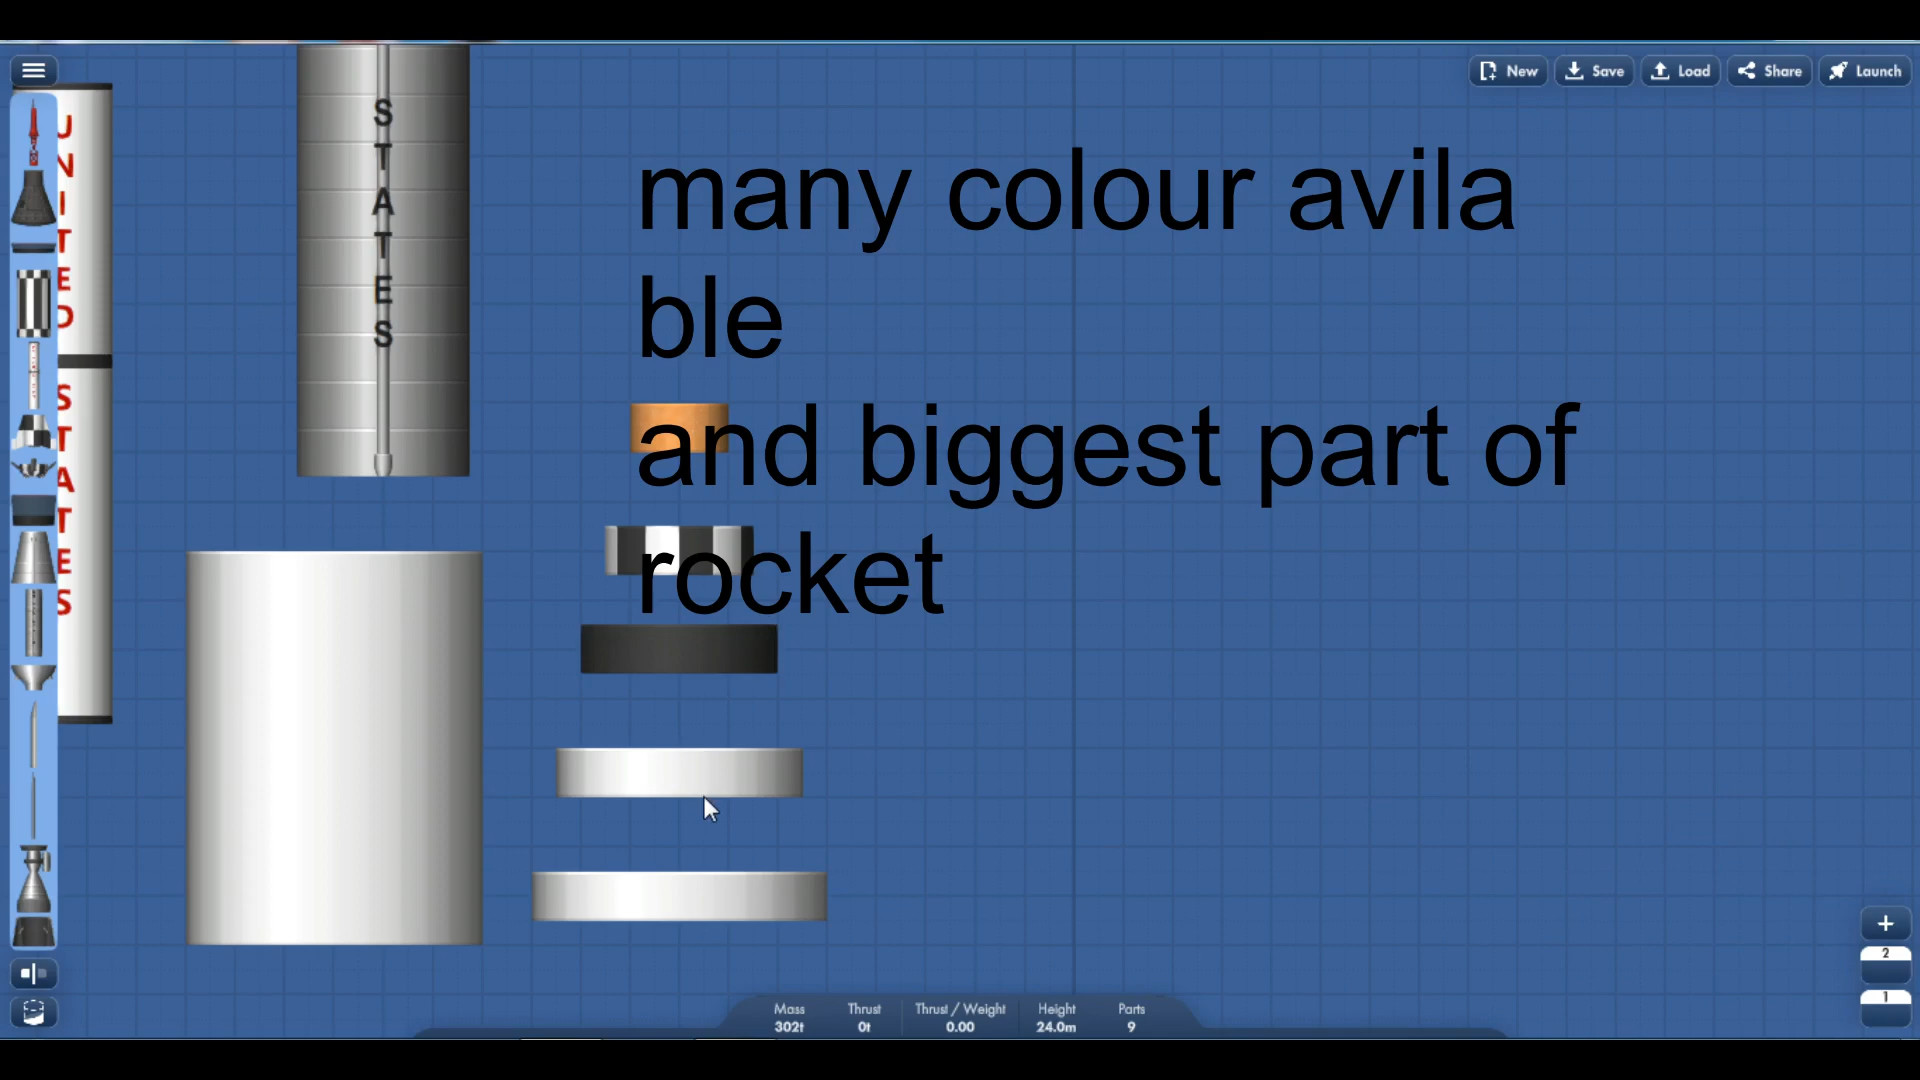 New
Save
Load
Share
Launch
UNITED
STATES
STATES
many colour avila
ble
and biggest part of
rocket
Mass
302t
Thrust
0t
Thrust / Weight
0.00
Height
24.0m
Parts
9
+
2
1